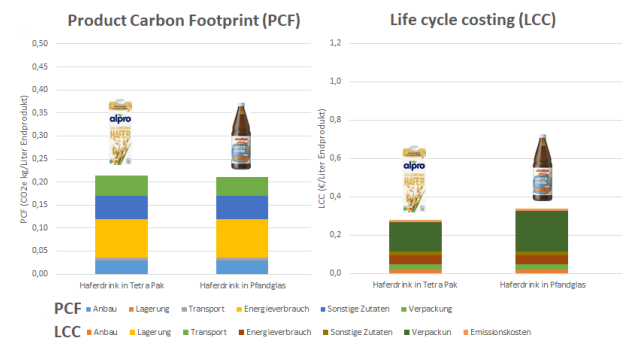 Product Carbon Footprint (PCF)
0,50
0,45
0,40
0,35
0,30
0,25
0,20
0,15
0,10
0,05
0,00
PCF (CO2e kg/Liter Endprodukt)
alpro
HAFER
Haferdrink in Tetra Pak
Haferdrink in Pfandglas
Life cycle costing (LCC)
1,2
1,0
0,8
0,6
0,4
0,2
0,0
LCC (€/Liter Endprodukt)
alpro
HAFER
Haferdrink in Tetra Pak
Haferdrink in Pfandglas
PCF Anbau Lagerung Transport Energieverbrauch Sonstige Zutaten Verpackung
LCC Anbau Lagerung Transport Energieverbrauch Sonstige Zutaten Verpackun Emissionskosten